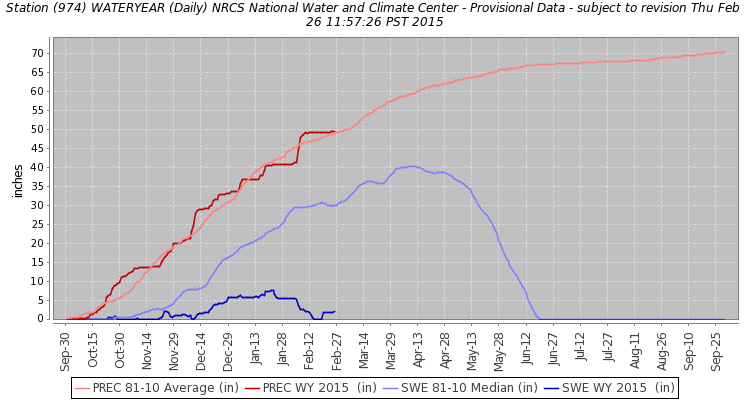 Station (974) WATERYEAR (Daily) NRCS National Water and Climate Center - Provisional Data - subject to revision Thu Feb
26 11:57:26 PST 2015
70
65
60
55
50
45
40
35
30
25
20
15
10
5
0
inches
Sep-30
Oct-15
Oct-30
Nov-14
Nov-29
Dec-14
Dec-29
Jan-13
Jan-28
Feb-12
Feb-27
Mar-14
Mar-29
Apr-13
Apr-28
May-13
May-28
Jun-12
Jun-27
Jul-12
Jul-27
Aug-11
Aug-26
Sep-10
Sep-25
PREC 81-10 Average (in) PREC WY 2015 (in) SWE 81-10 Median (in) SWE WY 2015 (in)